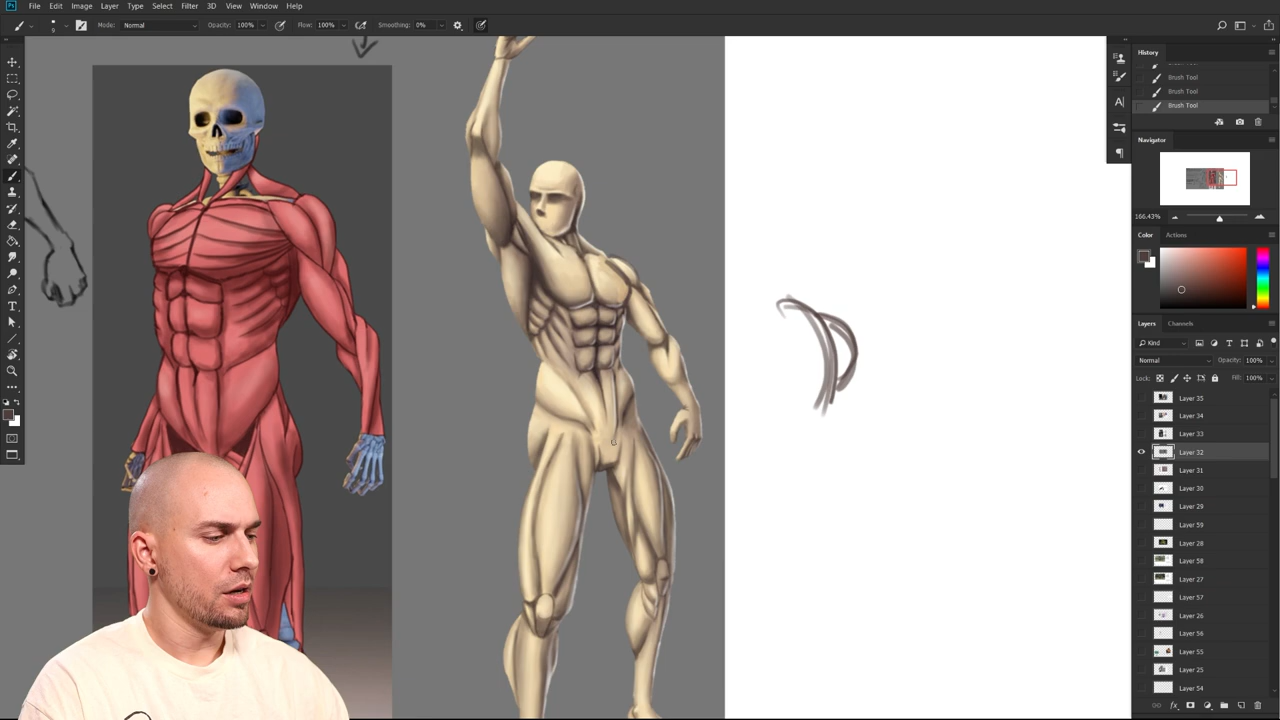 Ps File Edit Image Layer Type Select Filter 3D View Window Help
9 Mode: Normal Opacity: 100% Flow: 100% Smoothing: 0%
History
Brush Tool
Brush Tool
Brush Tool
Navigator
166.43%
Color Actions
Layers Channels
Kind
Normal Opacity: 100%
Lock: Fill: 100%
Layer 35
Layer 34
Layer 33
Layer 32
Layer 31
Layer 30
Layer 29
Layer 59
Layer 28
Layer 58
Layer 27
Layer 57
Layer 26
Layer 56
Layer 55
Layer 25
Layer 54